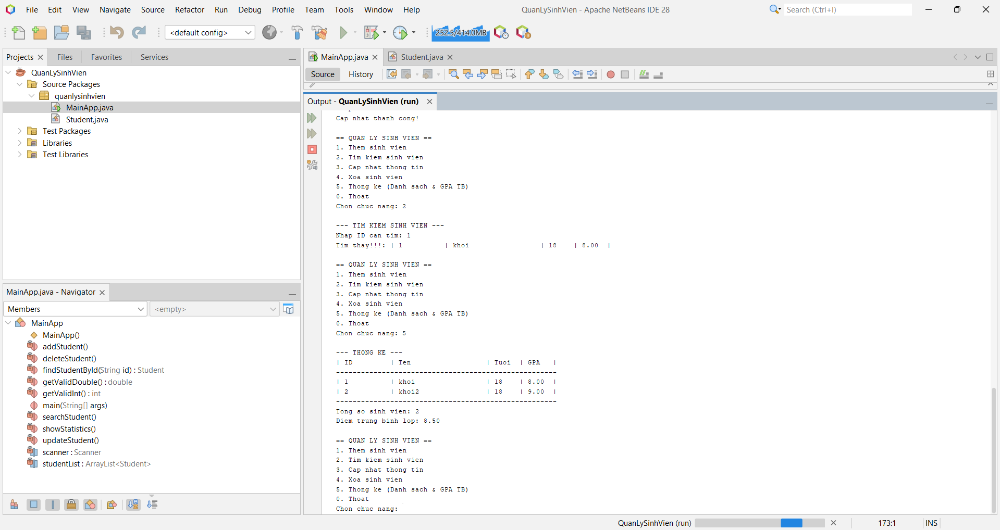 File Edit View Navigate Source Refactor Run Debug Profile Team Tools Window Help
QuanLySinhVien - Apache NetBeans IDE 28
Search (Ctrl+I)
<default config>
252.5/414.0MB
Projects Files Favorites Services
QuanLySinhVien
Source Packages
quanlysinhvien
MainApp.java
Student.java
Test Packages
Libraries
Test Libraries
MainApp.java - Navigator
Members
<empty>
MainApp
MainApp()
addStudent()
deleteStudent()
findStudentById(String id) : Student
getValidDouble() : double
getValidInt() : int
main(String[] args)
searchStudent()
showStatistics()
updateStudent()
scanner : Scanner
studentList : ArrayList<Student>
MainApp.java Student.java
Source History
Output - QuanLySinhVien (run)
Cap nhat thanh cong!
== QUAN LY SINH VIEN ==
1. Them sinh vien
2. Tim kiem sinh vien
3. Cap nhat thong tin
4. Xoa sinh vien
5. Thong ke (Danh sach & GPA TB)
0. Thoat
Chon chuc nang: 2
--- TIM KIEM SINH VIEN ---
Nhap ID can tim: 1
Tim thay!!!: | 1 | khoi | 18 | 8.00 |
== QUAN LY SINH VIEN ==
1. Them sinh vien
2. Tim kiem sinh vien
3. Cap nhat thong tin
4. Xoa sinh vien
5. Thong ke (Danh sach & GPA TB)
0. Thoat
Chon chuc nang: 5
--- THONG KE ---
| ID | Ten | Tuoi | GPA |
-----------------------------------------------------
| 1 | khoi | 18 | 8.00 |
| 2 | khoi2 | 18 | 9.00 |
-----------------------------------------------------
Tong so sinh vien: 2
Diem trung binh lop: 8.50
== QUAN LY SINH VIEN ==
1. Them sinh vien
2. Tim kiem sinh vien
3. Cap nhat thong tin
4. Xoa sinh vien
5. Thong ke (Danh sach & GPA TB)
0. Thoat
Chon chuc nang:
QuanLySinhVien (run)
173:1
INS